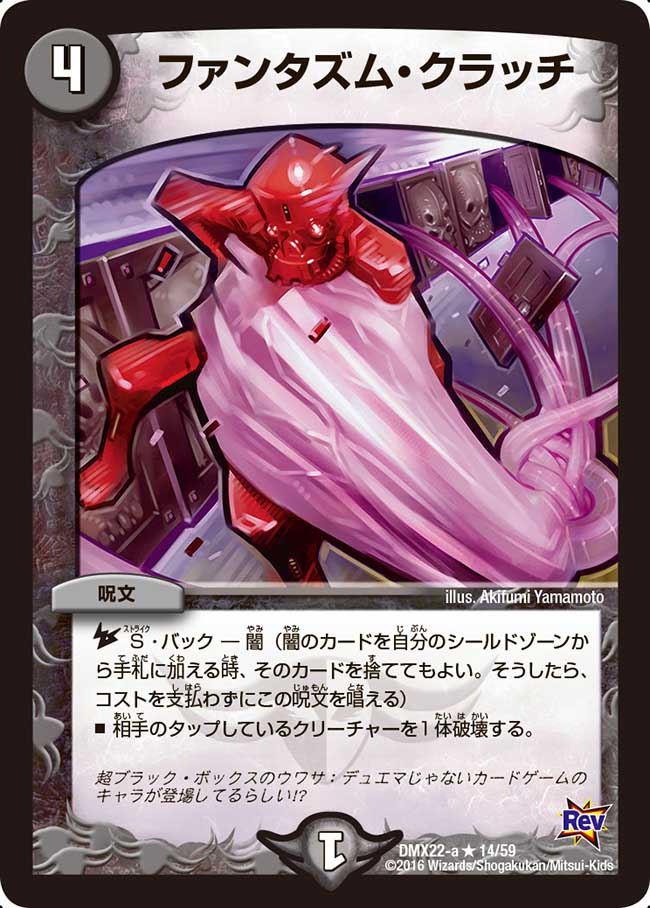 4
ファンタズム・クラッチ
illus. Akifumi Yamamoto
呪文
S・バック ― 闇（闇のカードを自分のシールドゾーンか
ら手札に加える時、そのカードを捨ててもよい。そうしたら、
コストを支払わずにこの呪文を唱える）
■ 相手のタップしているクリーチャーを1体破壊する。
超ブラック・ボックスのウワサ：デュエマじゃないカードゲームの
キャラが登場してるらしい!?
Rev
1
DMX22-a ★ 14/59
©2016 Wizards/Shogakukan/Mitsui-Kids